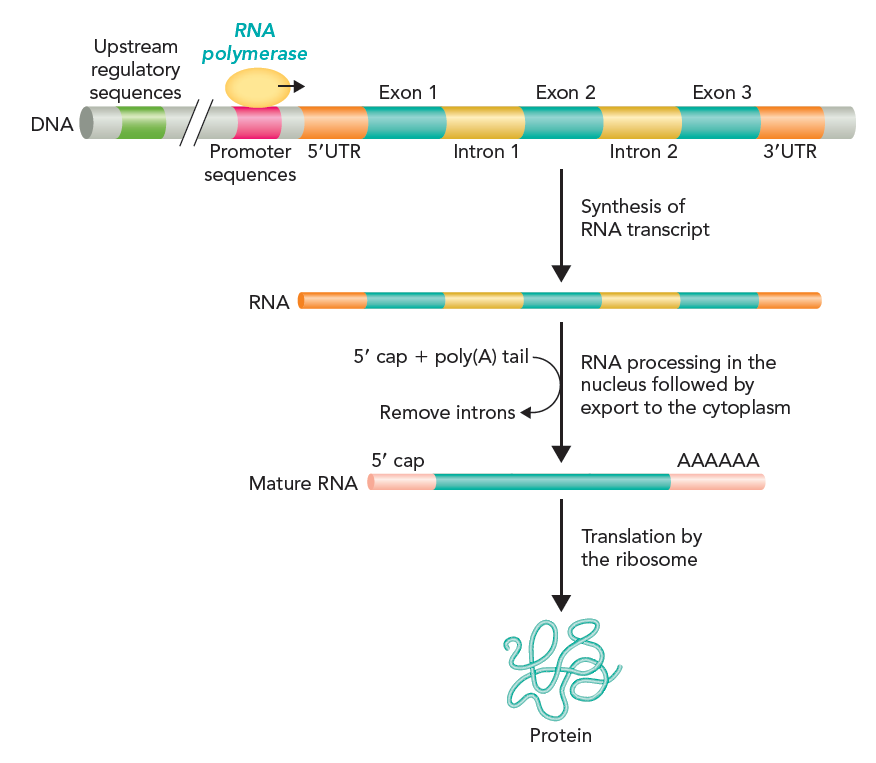 RNA
polymerase
Upstream
regulatory
sequences
Exon 1
Exon 2
Exon 3
DNA
Promoter
sequences
5′UTR
Intron 1
Intron 2
3′UTR
Synthesis of
RNA transcript
RNA
5′ cap + poly(A) tail
Remove introns
RNA processing in the
nucleus followed by
export to the cytoplasm
5′ cap
AAAAAA
Mature RNA
Translation by
the ribosome
Protein